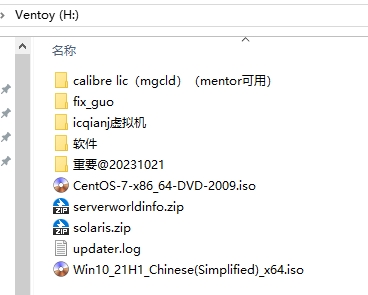 Ventoy (H:)
名称
calibre lic（mgcld）（mentor可用）
fix_guo
icqianj虚拟机
软件
重要@20231021
CentOS-7-x86_64-DVD-2009.iso
serverworldinfo.zip
solaris.zip
updater.log
Win10_21H1_Chinese(Simplified)_x64.iso